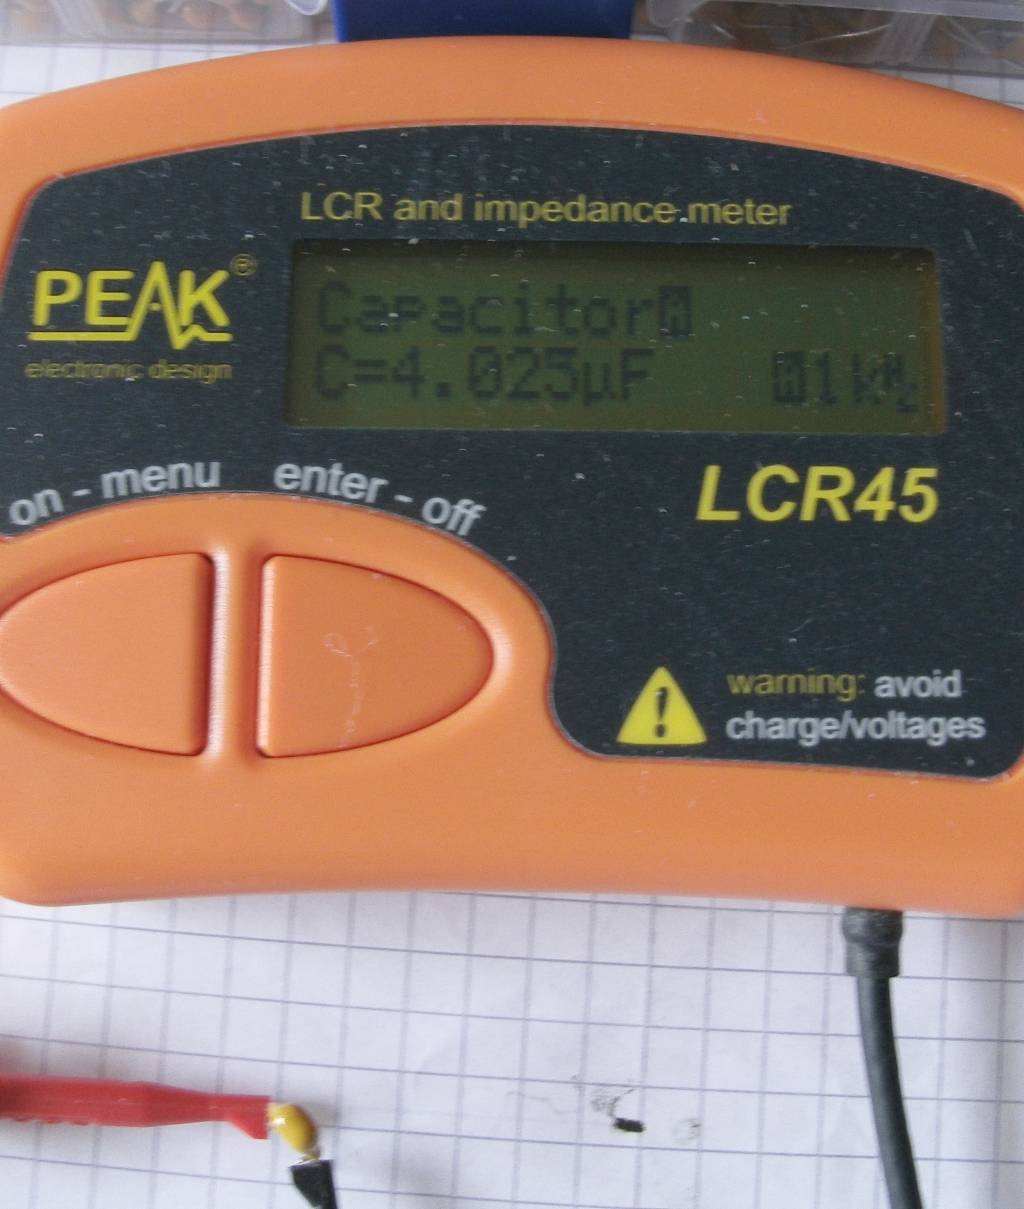 LCR and impedance meter
PEAK®
electronic design
Capacitor
C=4.025µF 1kHz
on - menu enter - off
LCR45
warning: avoid
charge/voltages